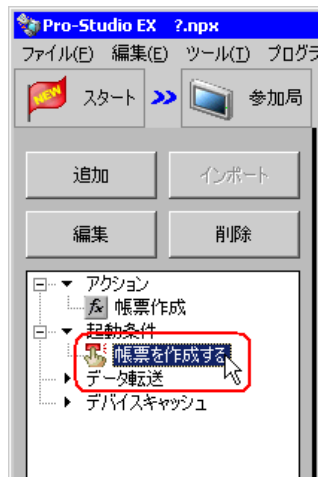 Pro-Studio EX ?.npx
ファイル(F) 編集(E) ツール(T) プログラ
NEW スタート 参加局
追加 インポート
編集 削除
アクション
fx 帳票作成
起動条件
帳票を作成する
データ転送
デバイスキャッシュ